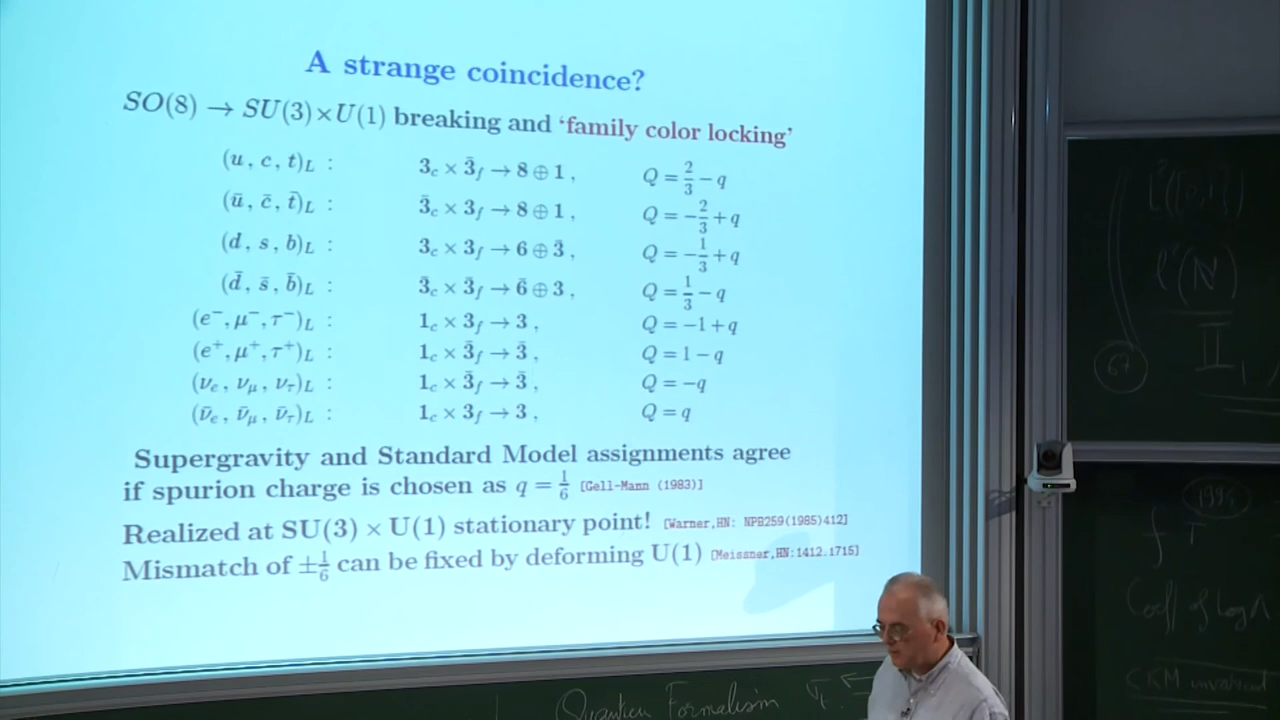 A strange coincidence?
SO(8) → SU(3)×U(1) breaking and ‘family color locking’
(u, c, t)_L : 3_c × 3̄_f → 8 ⊕ 1 , Q = 2/3 − q
(ū, c̄, t̄)_L : 3̄_c × 3_f → 8 ⊕ 1 , Q = −2/3 + q
(d, s, b)_L : 3_c × 3_f → 6 ⊕ 3̄ , Q = −1/3 + q
(d̄, s̄, b̄)_L : 3̄_c × 3̄_f → 6̄ ⊕ 3 , Q = 1/3 − q
(e⁻, μ⁻, τ⁻)_L : 1_c × 3_f → 3 , Q = −1 + q
(e⁺, μ⁺, τ⁺)_L : 1_c × 3̄_f → 3̄ , Q = 1 − q
(ν_e, ν_μ, ν_τ)_L : 1_c × 3̄_f → 3̄ , Q = −q
(ν̄_e, ν̄_μ, ν̄_τ)_L : 1_c × 3_f → 3 , Q = q
Supergravity and Standard Model assignments agree
if spurion charge is chosen as q = 1/6 [Gell-Mann (1983)]
Realized at SU(3) × U(1) stationary point! [Warner,HN: NPB259(1985)412]
Mismatch of ±1/6 can be fixed by deforming U(1) [Meissner,HN:1412.1715]
Quantum Formalism
(N)
II₁
1994
Coeff of Log Λ
CKM invariant